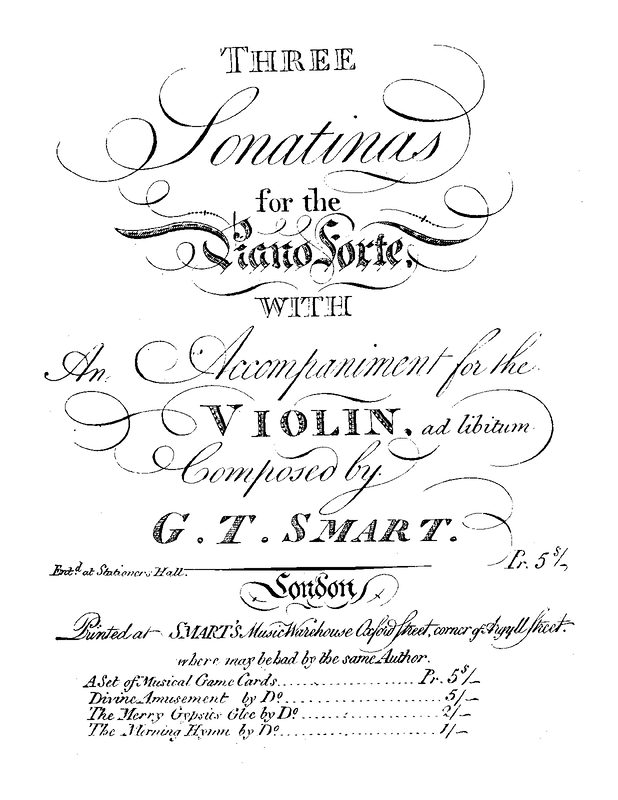 THREE
Sonatinas
for the
Piano Forte,
WITH
An Accompaniment for the
VIOLIN, ad libitum
Composed by
G. T. SMART.
Pr. 5s/-
Entd. at Stationers Hall.
London
Printed at SMART'S Music Warehouse Oxford Street, corner of Argyll Street.
where may be had by the same Author.
A Set of Musical Game Cards............Pr. 5s/-
Divine Amusement by Do..................5/-
The Merry Gypsies Glee by Do..............2/-
The Morning Hymn by Do..................1/-